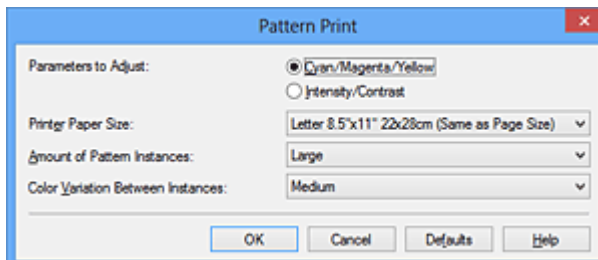 Pattern Print
Parameters to Adjust:
Cyan/Magenta/Yellow
Intensity/Contrast
Printer Paper Size:
Letter 8.5"x11" 22x28cm (Same as Page Size)
Amount of Pattern Instances:
Large
Color Variation Between Instances:
Medium
OK Cancel Defaults Help